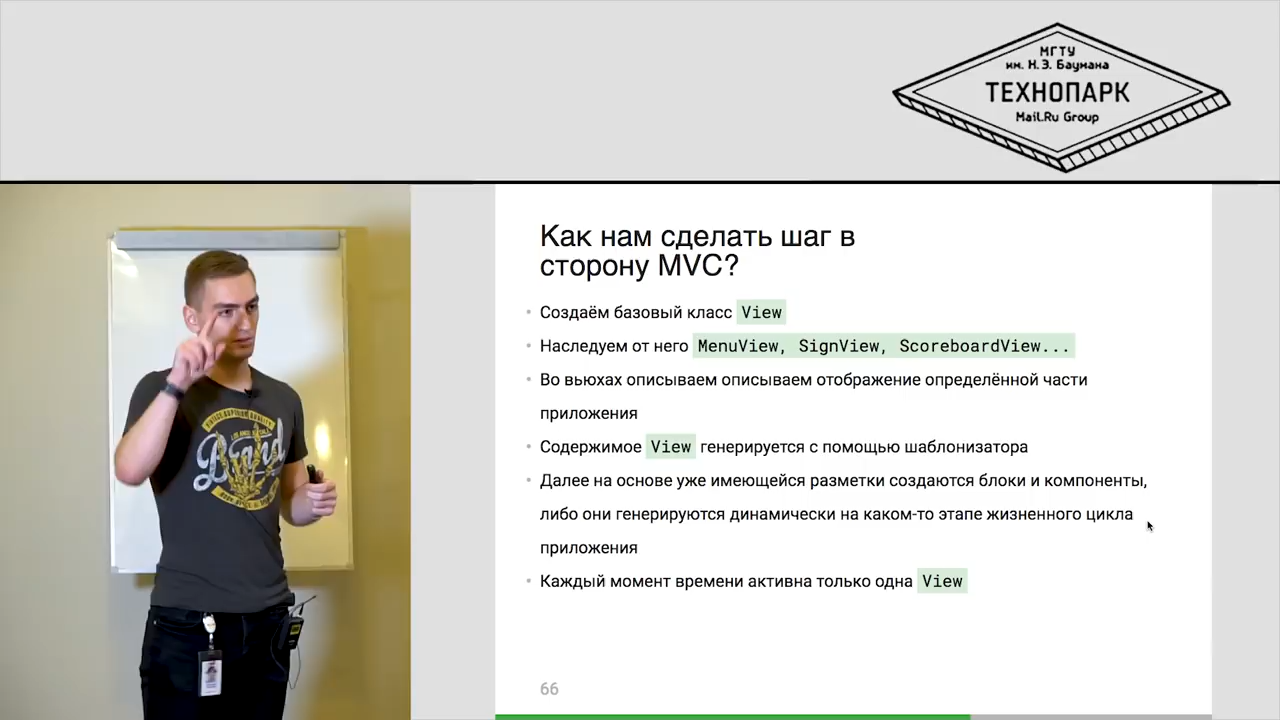 МГТУ
им. Н.Э. Баумана
ТЕХНОПАРК
Mail.Ru Group
Как нам сделать шаг в
сторону MVC?
Создаём базовый класс View
Наследуем от него MenuView, SignView, ScoreboardView...
Во вьюхах описываем описываем отображение определённой части
приложения
Содержимое View генерируется с помощью шаблонизатора
Далее на основе уже имеющейся разметки создаются блоки и компоненты,
либо они генерируются динамически на каком-то этапе жизненного цикла
приложения
Каждый момент времени активна только одна View
66
Brand